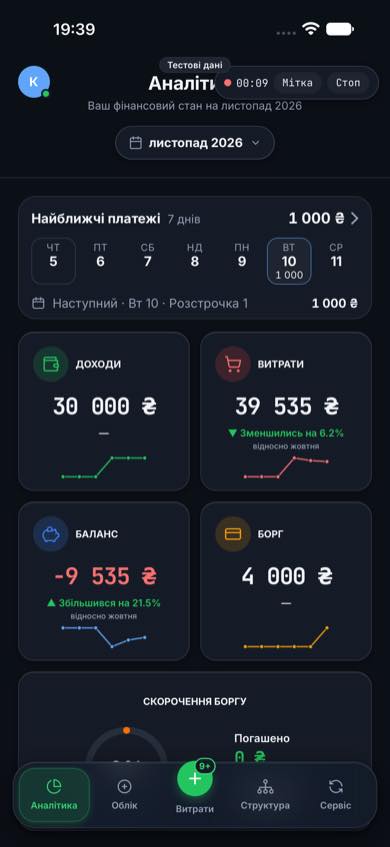 19:39
Тестові дані
К
Аналіти
00:09 Мітка Стоп
Ваш фінансовий стан на листопад 2026
листопад 2026
Найближчі платежі 7 днів 1 000 ₴
ЧТ ПТ СБ НД ПН ВТ СР
5 6 7 8 9 10 11
1 000
Наступний · Вт 10 · Розстрочка 1 1 000 ₴
ДОХОДИ
30 000 ₴
—
ВИТРАТИ
39 535 ₴
▼ Зменшились на 6.2%
відносно жовтня
БАЛАНС
-9 535 ₴
▲ Збільшився на 21.5%
відносно жовтня
БОРГ
4 000 ₴
—
СКОРОЧЕННЯ БОРГУ
Погашено
0 ₴
9+
Аналітика
Облік
Витрати
Структура
Сервіс